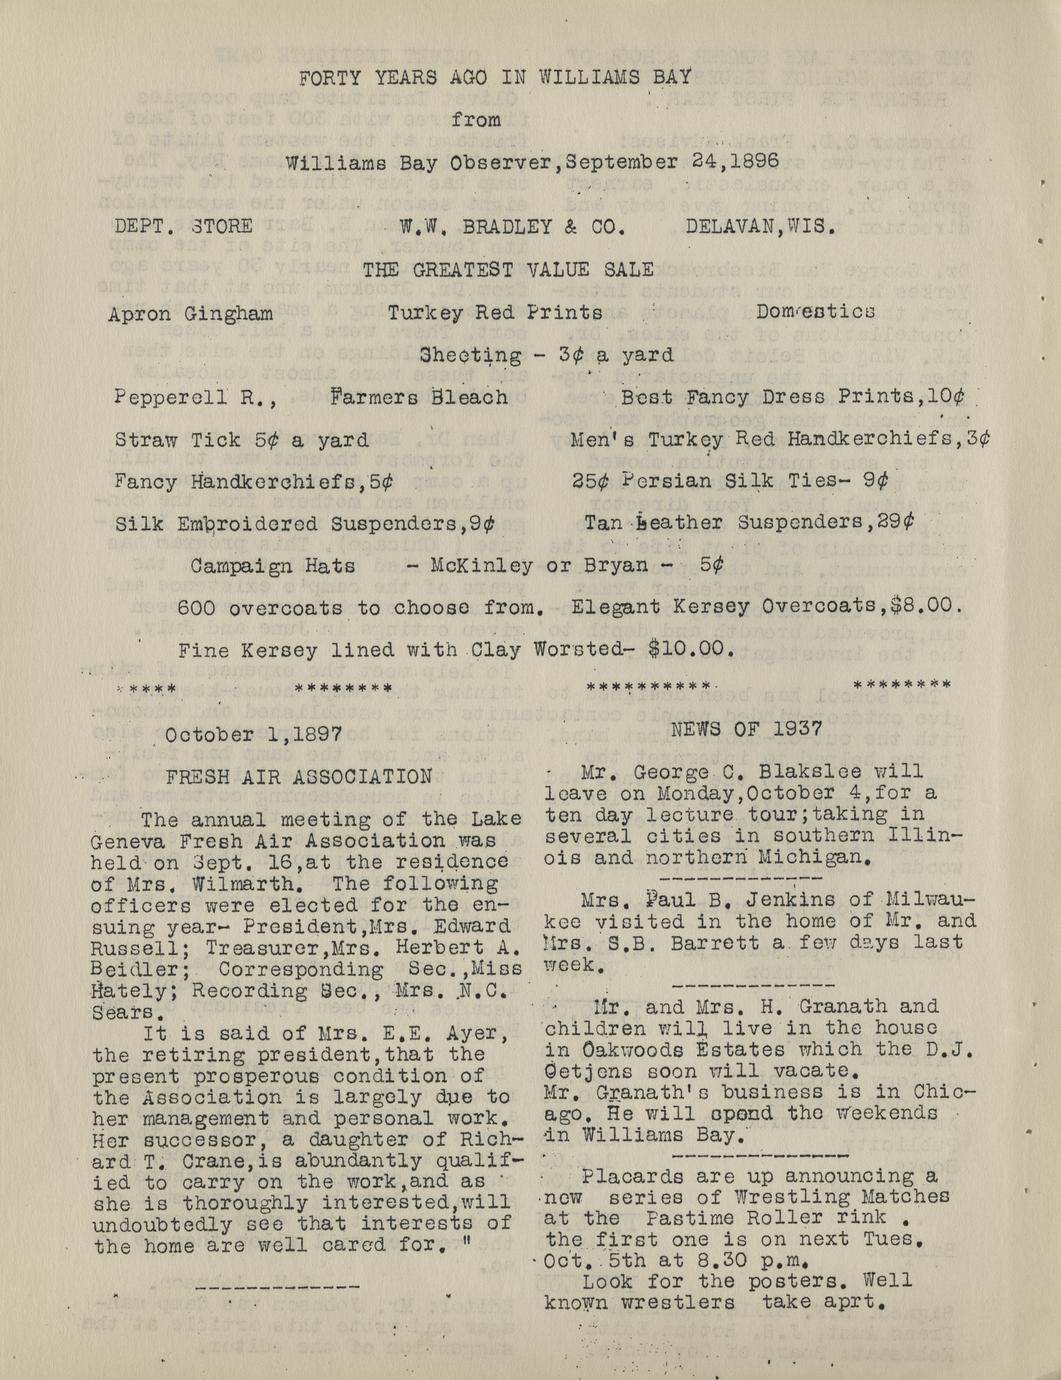 FORTY YEARS AGO IN WILLIAMS BAY
from
Williams Bay Observer,September 24,1896
DEPT. STORE W.W. BRADLEY & CO. DELAVAN,WIS.
THE GREATEST VALUE SALE
Apron Gingham Turkey Red Prints Domestics
Sheeting - 3¢ a yard
Pepperell R., Farmers Bleach Best Fancy Dress Prints,10¢
Straw Tick 5¢ a yard Men's Turkey Red Handkerchiefs,3¢
Fancy Handkerchiefs,5¢ 25¢ Persian Silk Ties- 9¢
Silk Embroidered Suspenders,9¢ Tan Leather Suspenders,29¢
Campaign Hats - McKinley or Bryan - 5¢
600 overcoats to choose from. Elegant Kersey Overcoats,$8.00.
Fine Kersey lined with Clay Worsted- $10.00.
**** ******** ********** ********
October 1,1897
FRESH AIR ASSOCIATION
The annual meeting of the Lake
Geneva Fresh Air Association was
held on Sept. 16,at the residence
of Mrs. Wilmarth. The following
officers were elected for the en-
suing year- President,Mrs. Edward
Russell; Treasurer,Mrs. Herbert A.
Beidler; Corresponding Sec.,Miss
Hately; Recording Sec., Mrs. N.C.
Sears.
It is said of Mrs. E.E. Ayer,
the retiring president,that the
present prosperous condition of
the Association is largely due to
her management and personal work.
Her successor, a daughter of Rich-
ard T. Crane,is abundantly qualif-
ied to carry on the work,and as
she is thoroughly interested,will
undoubtedly see that interests of
the home are well cared for. "
-------------
NEWS OF 1937
Mr. George C. Blakslee will
leave on Monday,October 4,for a
ten day lecture tour;taking in
several cities in southern Illin-
ois and northern Michigan.
-------------
Mrs. Paul B. Jenkins of Milwau-
kee visited in the home of Mr. and
Mrs. S.B. Barrett a few days last
week.
-------------
Mr. and Mrs. H. Granath and
children will live in the house
in Oakwoods Estates which the D.J.
Oetjens soon will vacate.
Mr. Granath's business is in Chic-
ago. He will spend the weekends
in Williams Bay.
--------------
Placards are up announcing a
new series of Wrestling Matches
at the Pastime Roller rink .
the first one is on next Tues.
Oct. 5th at 8.30 p.m.
Look for the posters. Well
known wrestlers take aprt.